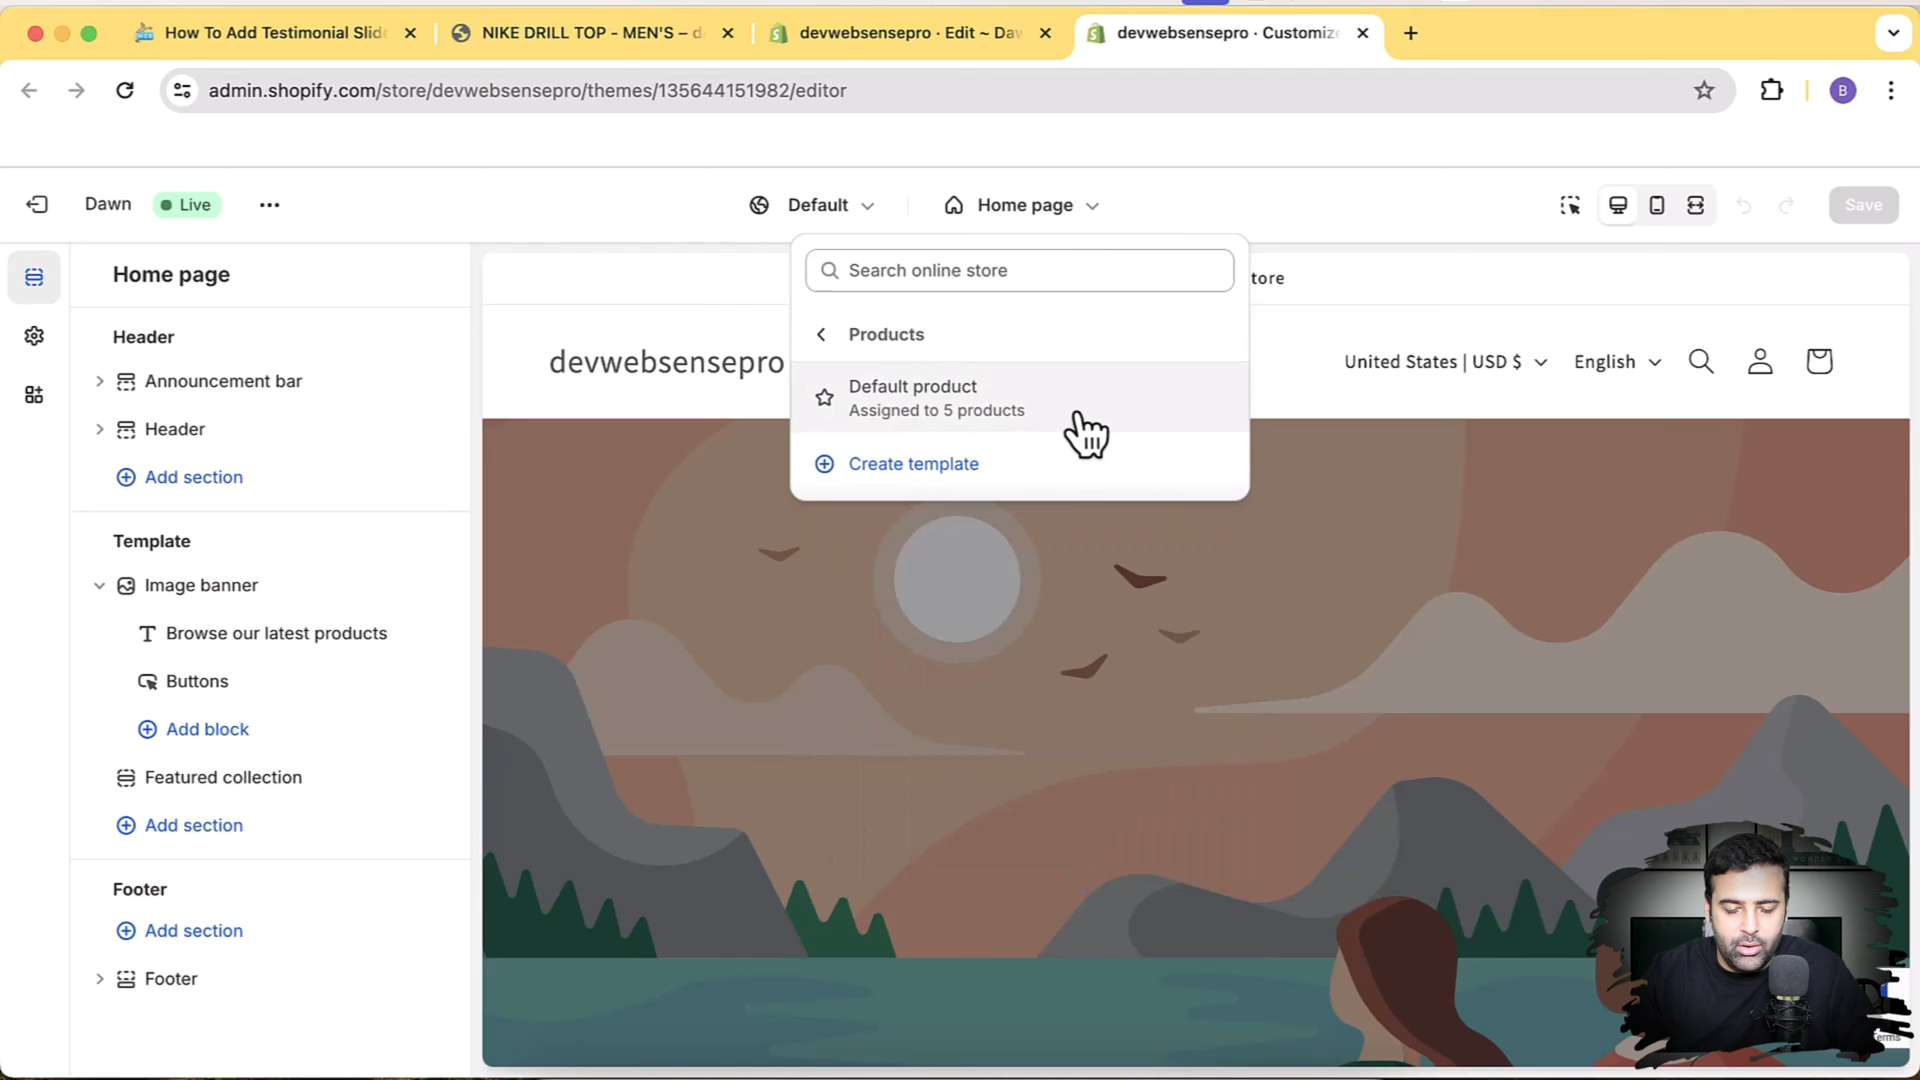 How To Add Testimonial Slid
NIKE DRILL TOP - MEN'S – d
devwebsensepro · Edit ~ Daw
devwebsensepro · Customize
admin.shopify.com/store/devwebsensepro/themes/135644151982/editor
B
Dawn
Live
Default
Home page
Save
Home page
Header
Announcement bar
Header
Add section
Template
Image banner
Browse our latest products
Buttons
Add block
Featured collection
Add section
Footer
Add section
Footer
Search online store
Products
Default product
Assigned to 5 products
Create template
tore
devwebsensepro
United States | USD $
English